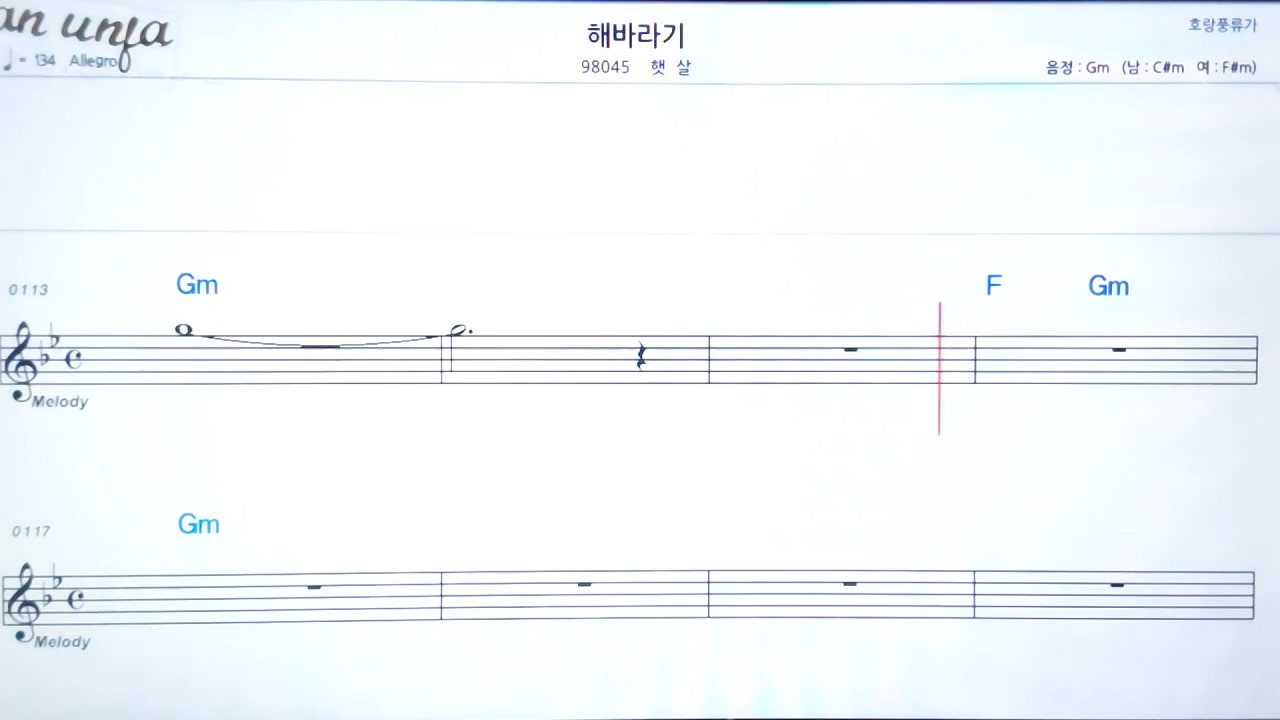 an unfa
♩ = 134 Allegro
해바라기
98045 햇 살
호랑풍류가
음정 : Gm (남 : C#m 여 : F#m)
0113
Gm
F
Gm
Melody
0117
Gm
Melody